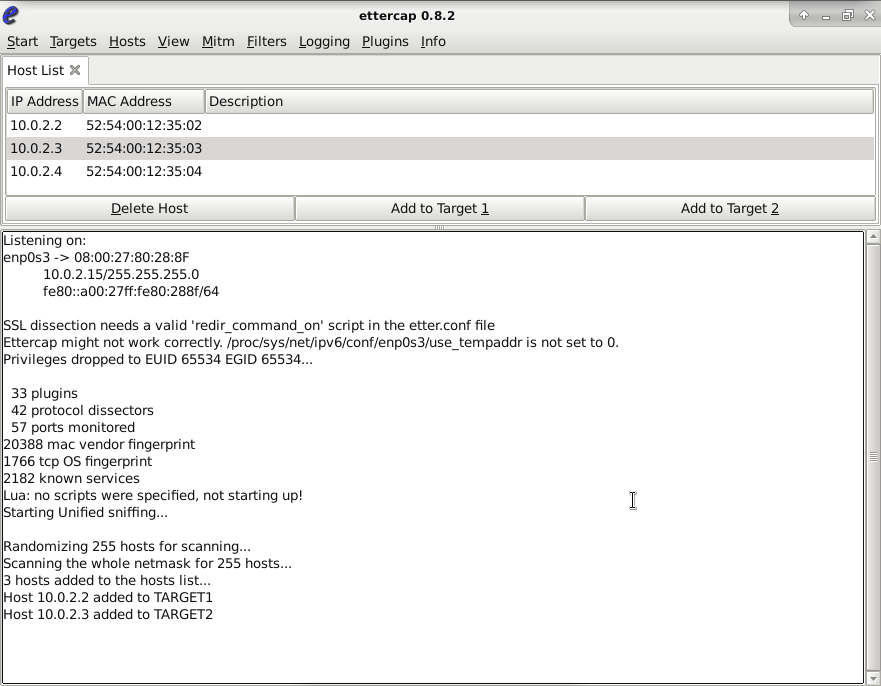 ettercap 0.8.2
Start Targets Hosts View Mitm Filters Logging Plugins Info
Host List
IP Address MAC Address Description
10.0.2.2 52:54:00:12:35:02
10.0.2.3 52:54:00:12:35:03
10.0.2.4 52:54:00:12:35:04
Delete Host Add to Target 1 Add to Target 2
Listening on:
enp0s3 -> 08:00:27:80:28:8F
10.0.2.15/255.255.255.0
fe80::a00:27ff:fe80:288f/64
SSL dissection needs a valid 'redir_command_on' script in the etter.conf file
Ettercap might not work correctly. /proc/sys/net/ipv6/conf/enp0s3/use_tempaddr is not set to 0.
Privileges dropped to EUID 65534 EGID 65534...
33 plugins
42 protocol dissectors
57 ports monitored
20388 mac vendor fingerprint
1766 tcp OS fingerprint
2182 known services
Lua: no scripts were specified, not starting up!
Starting Unified sniffing...
Randomizing 255 hosts for scanning...
Scanning the whole netmask for 255 hosts...
3 hosts added to the hosts list...
Host 10.0.2.2 added to TARGET1
Host 10.0.2.3 added to TARGET2